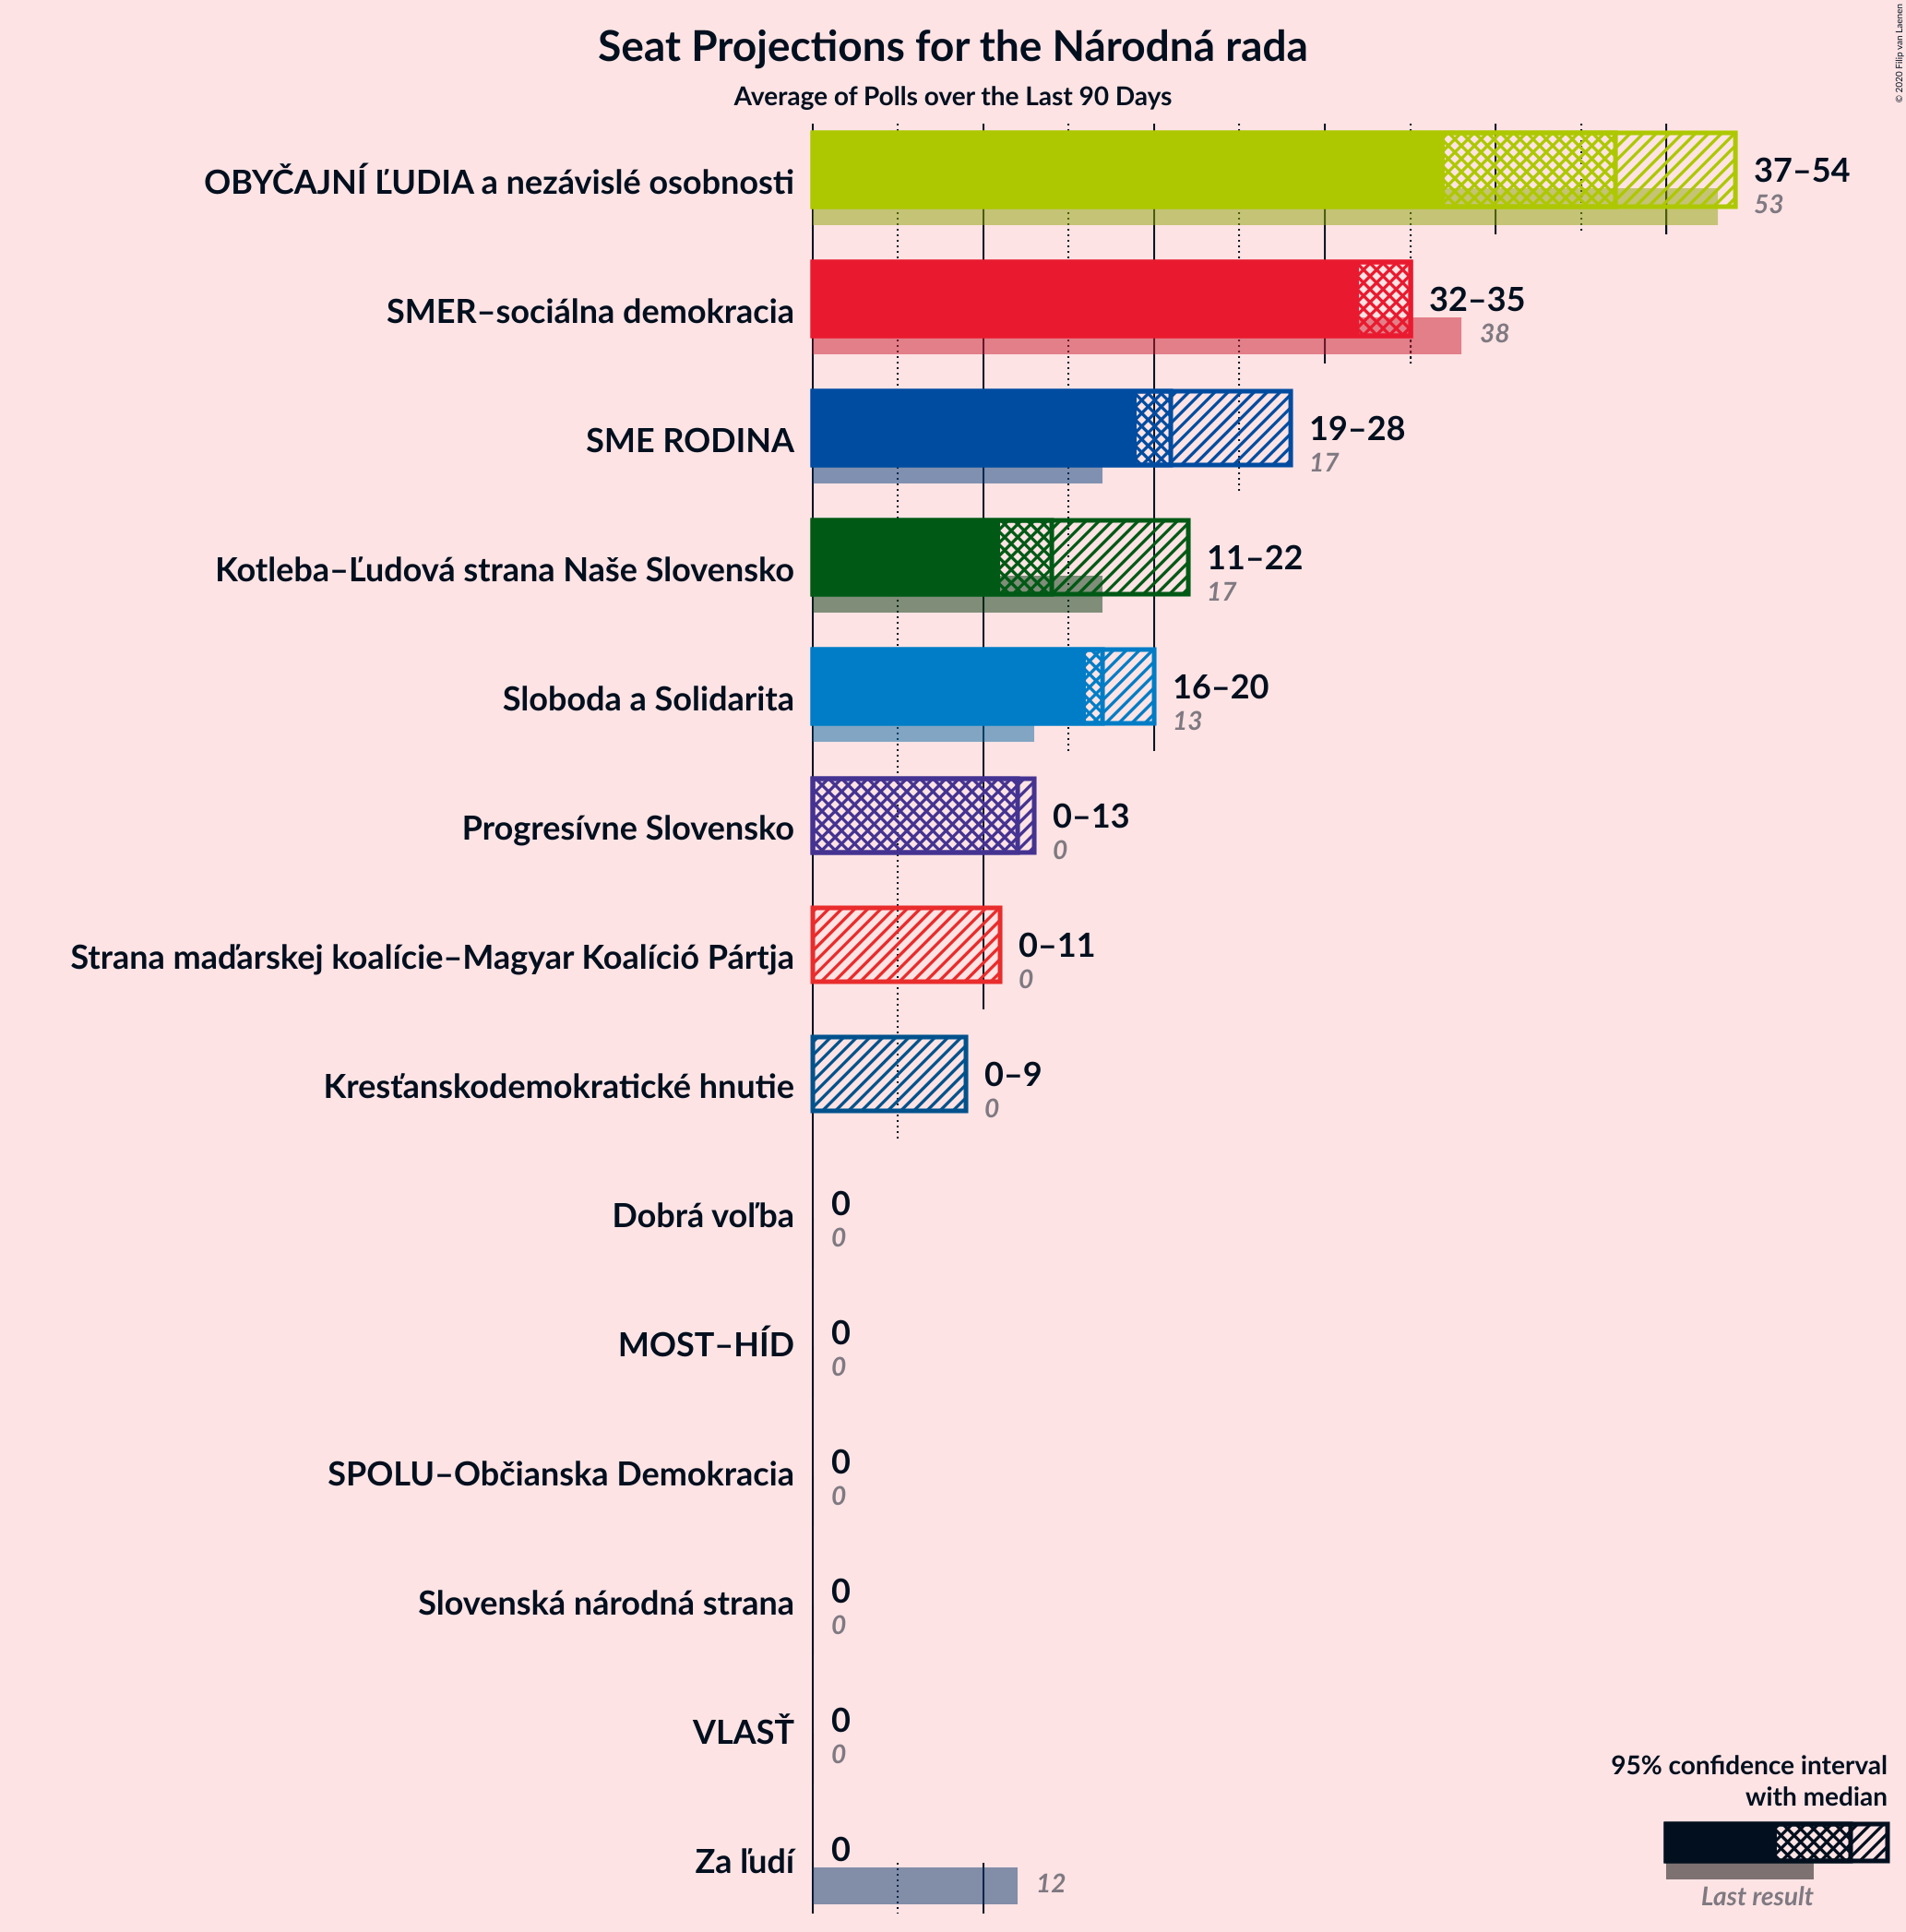 Seat Projections for the Národná rada
Average of Polls over the Last 90 Days
© 2020 Filip van Laenen
OBYČAJNÍ ĽUDIA a nezávislé osobnosti
37–54
53
SMER–sociálna demokracia
32–35
38
SME RODINA
19–28
17
Kotleba–Ľudová strana Naše Slovensko
11–22
17
Sloboda a Solidarita
16–20
13
Progresívne Slovensko
0–13
0
Strana maďarskej koalície–Magyar Koalíció Pártja
0–11
0
Kresťanskodemokratické hnutie
0–9
0
Dobrá voľba
0
0
MOST–HÍD
0
0
SPOLU–Občianska Demokracia
0
0
Slovenská národná strana
0
0
VLASŤ
0
0
Za ľudí
0
12
95% confidence interval
with median
Last result